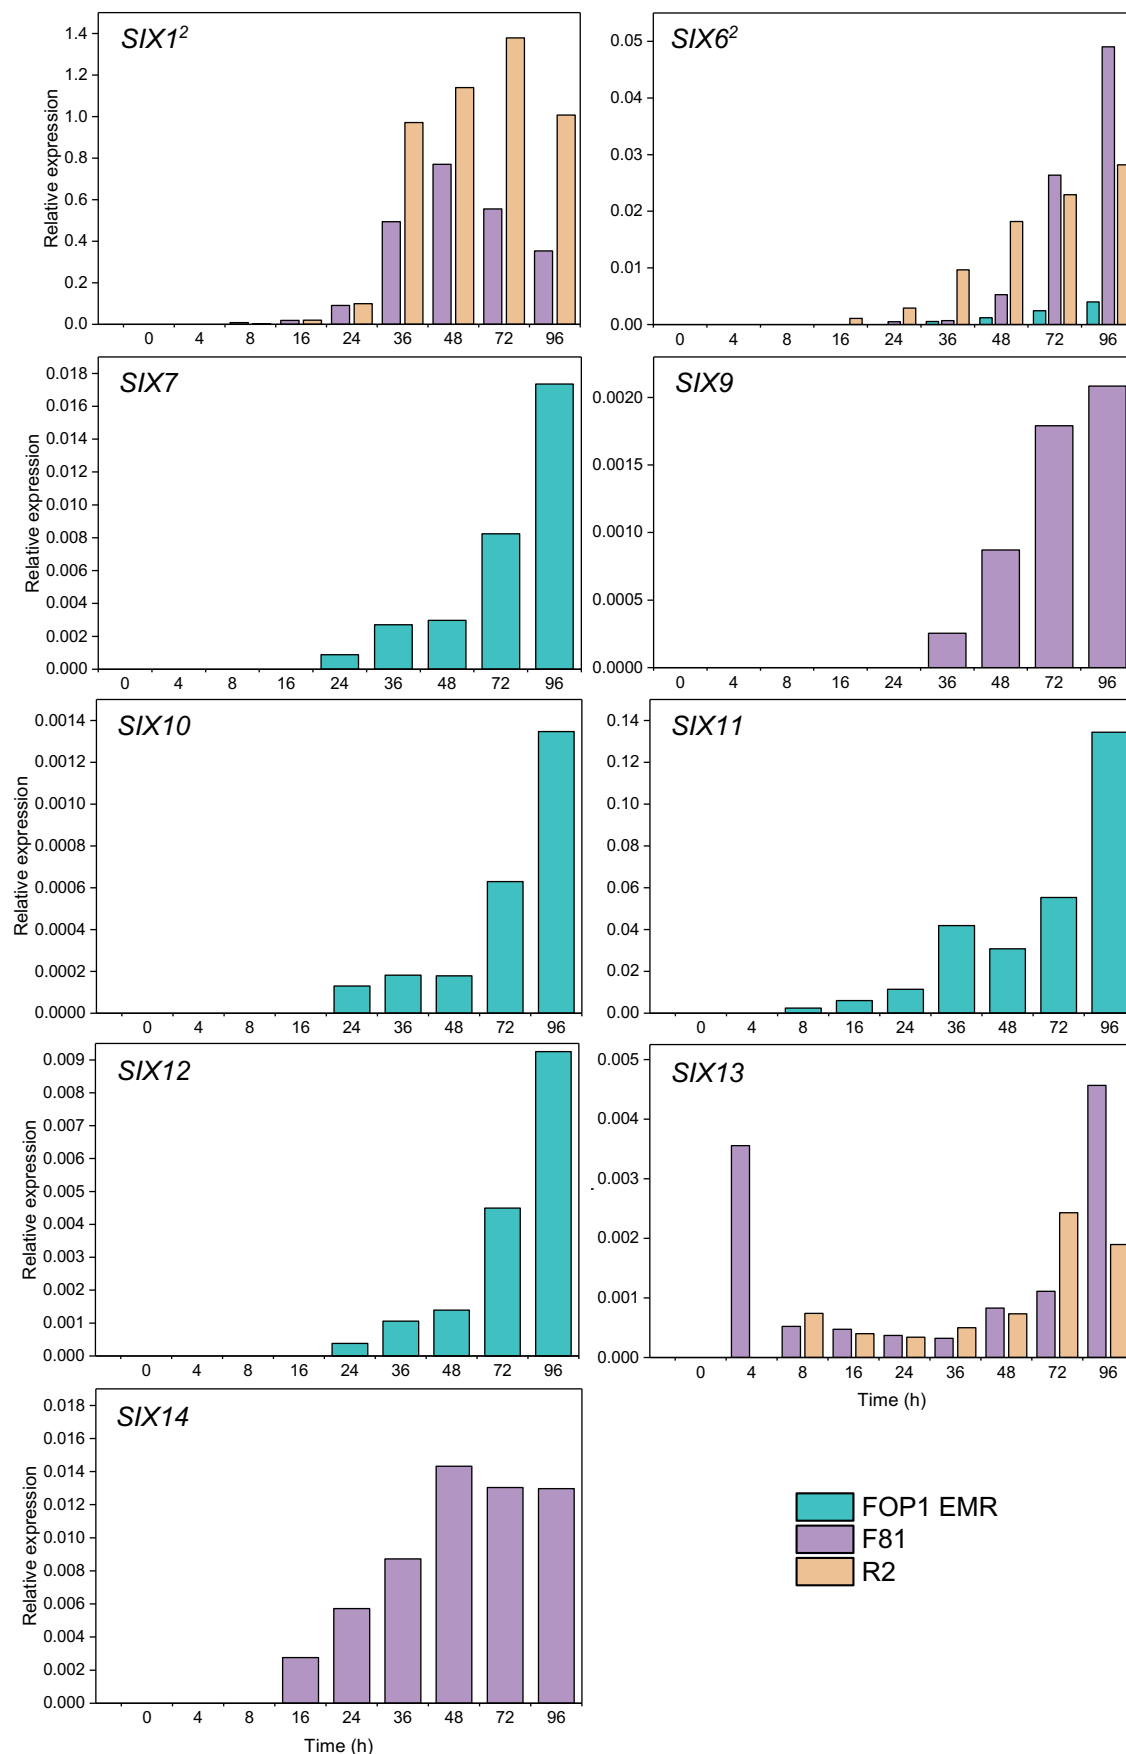 SIX1²
Relative expression
1.4
1.2
1.0
0.8
0.6
0.4
0.2
0.0
0 4 8 16 24 36 48 72 96
SIX6²
0.05
0.04
0.03
0.02
0.01
0.00
0 4 8 16 24 36 48 72 96
SIX7
Relative expression
0.018
0.016
0.014
0.012
0.010
0.008
0.006
0.004
0.002
0.000
0 4 8 16 24 36 48 72 96
SIX9
0.0020
0.0015
0.0010
0.0005
0.0000
0 4 8 16 24 36 48 72 96
SIX10
Relative expression
0.0014
0.0012
0.0010
0.0008
0.0006
0.0004
0.0002
0.0000
0 4 8 16 24 36 48 72 96
SIX11
0.14
0.12
0.10
0.08
0.06
0.04
0.02
0.00
0 4 8 16 24 36 48 72 96
SIX12
Relative expression
0.009
0.008
0.007
0.006
0.005
0.004
0.003
0.002
0.001
0.000
0 4 8 16 24 36 48 72 96
SIX13
0.005
0.004
0.003
0.002
0.001
0.000
0 4 8 16 24 36 48 72 96
Time (h)
SIX14
Relative expression
0.018
0.016
0.014
0.012
0.010
0.008
0.006
0.004
0.002
0.000
0 4 8 16 24 36 48 72 96
Time (h)
FOP1 EMR
F81
R2